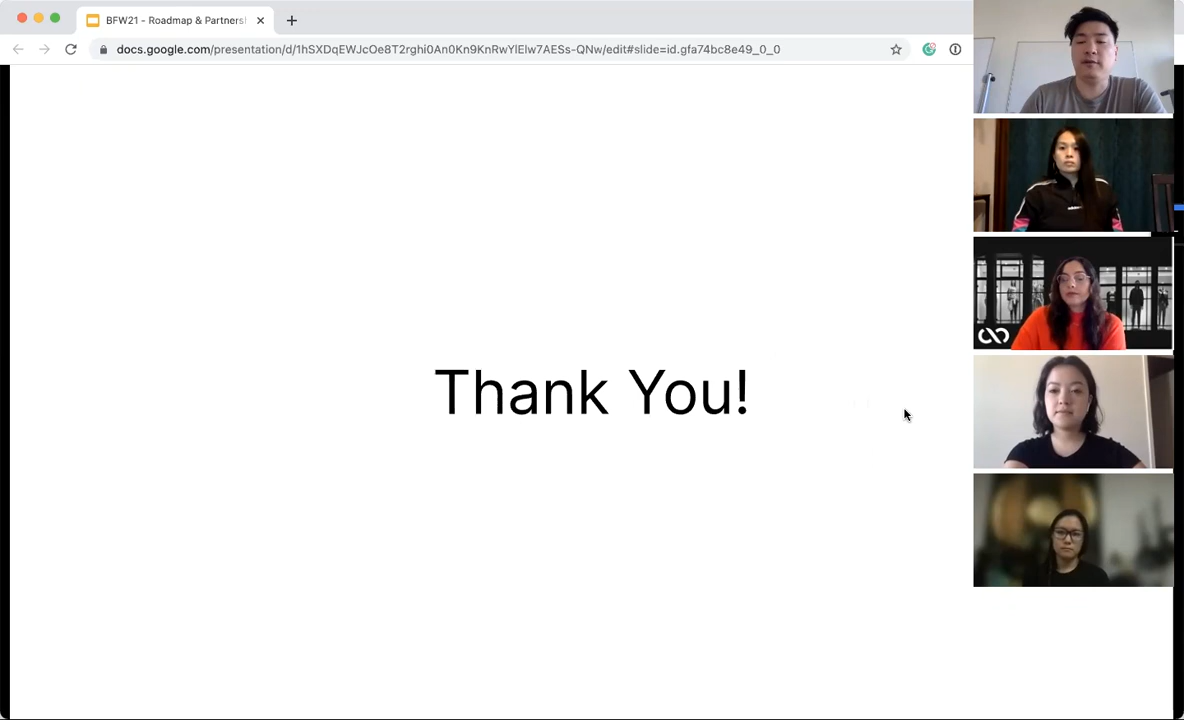 BFW21 - Roadmap & Partners
docs.google.com/presentation/d/1hSXDqEWJcOe8T2rghi0An0Kn9KnRwYlElw7AESs-QNw/edit#slide=id.gfa74bc8e49_0_0
Thank You!